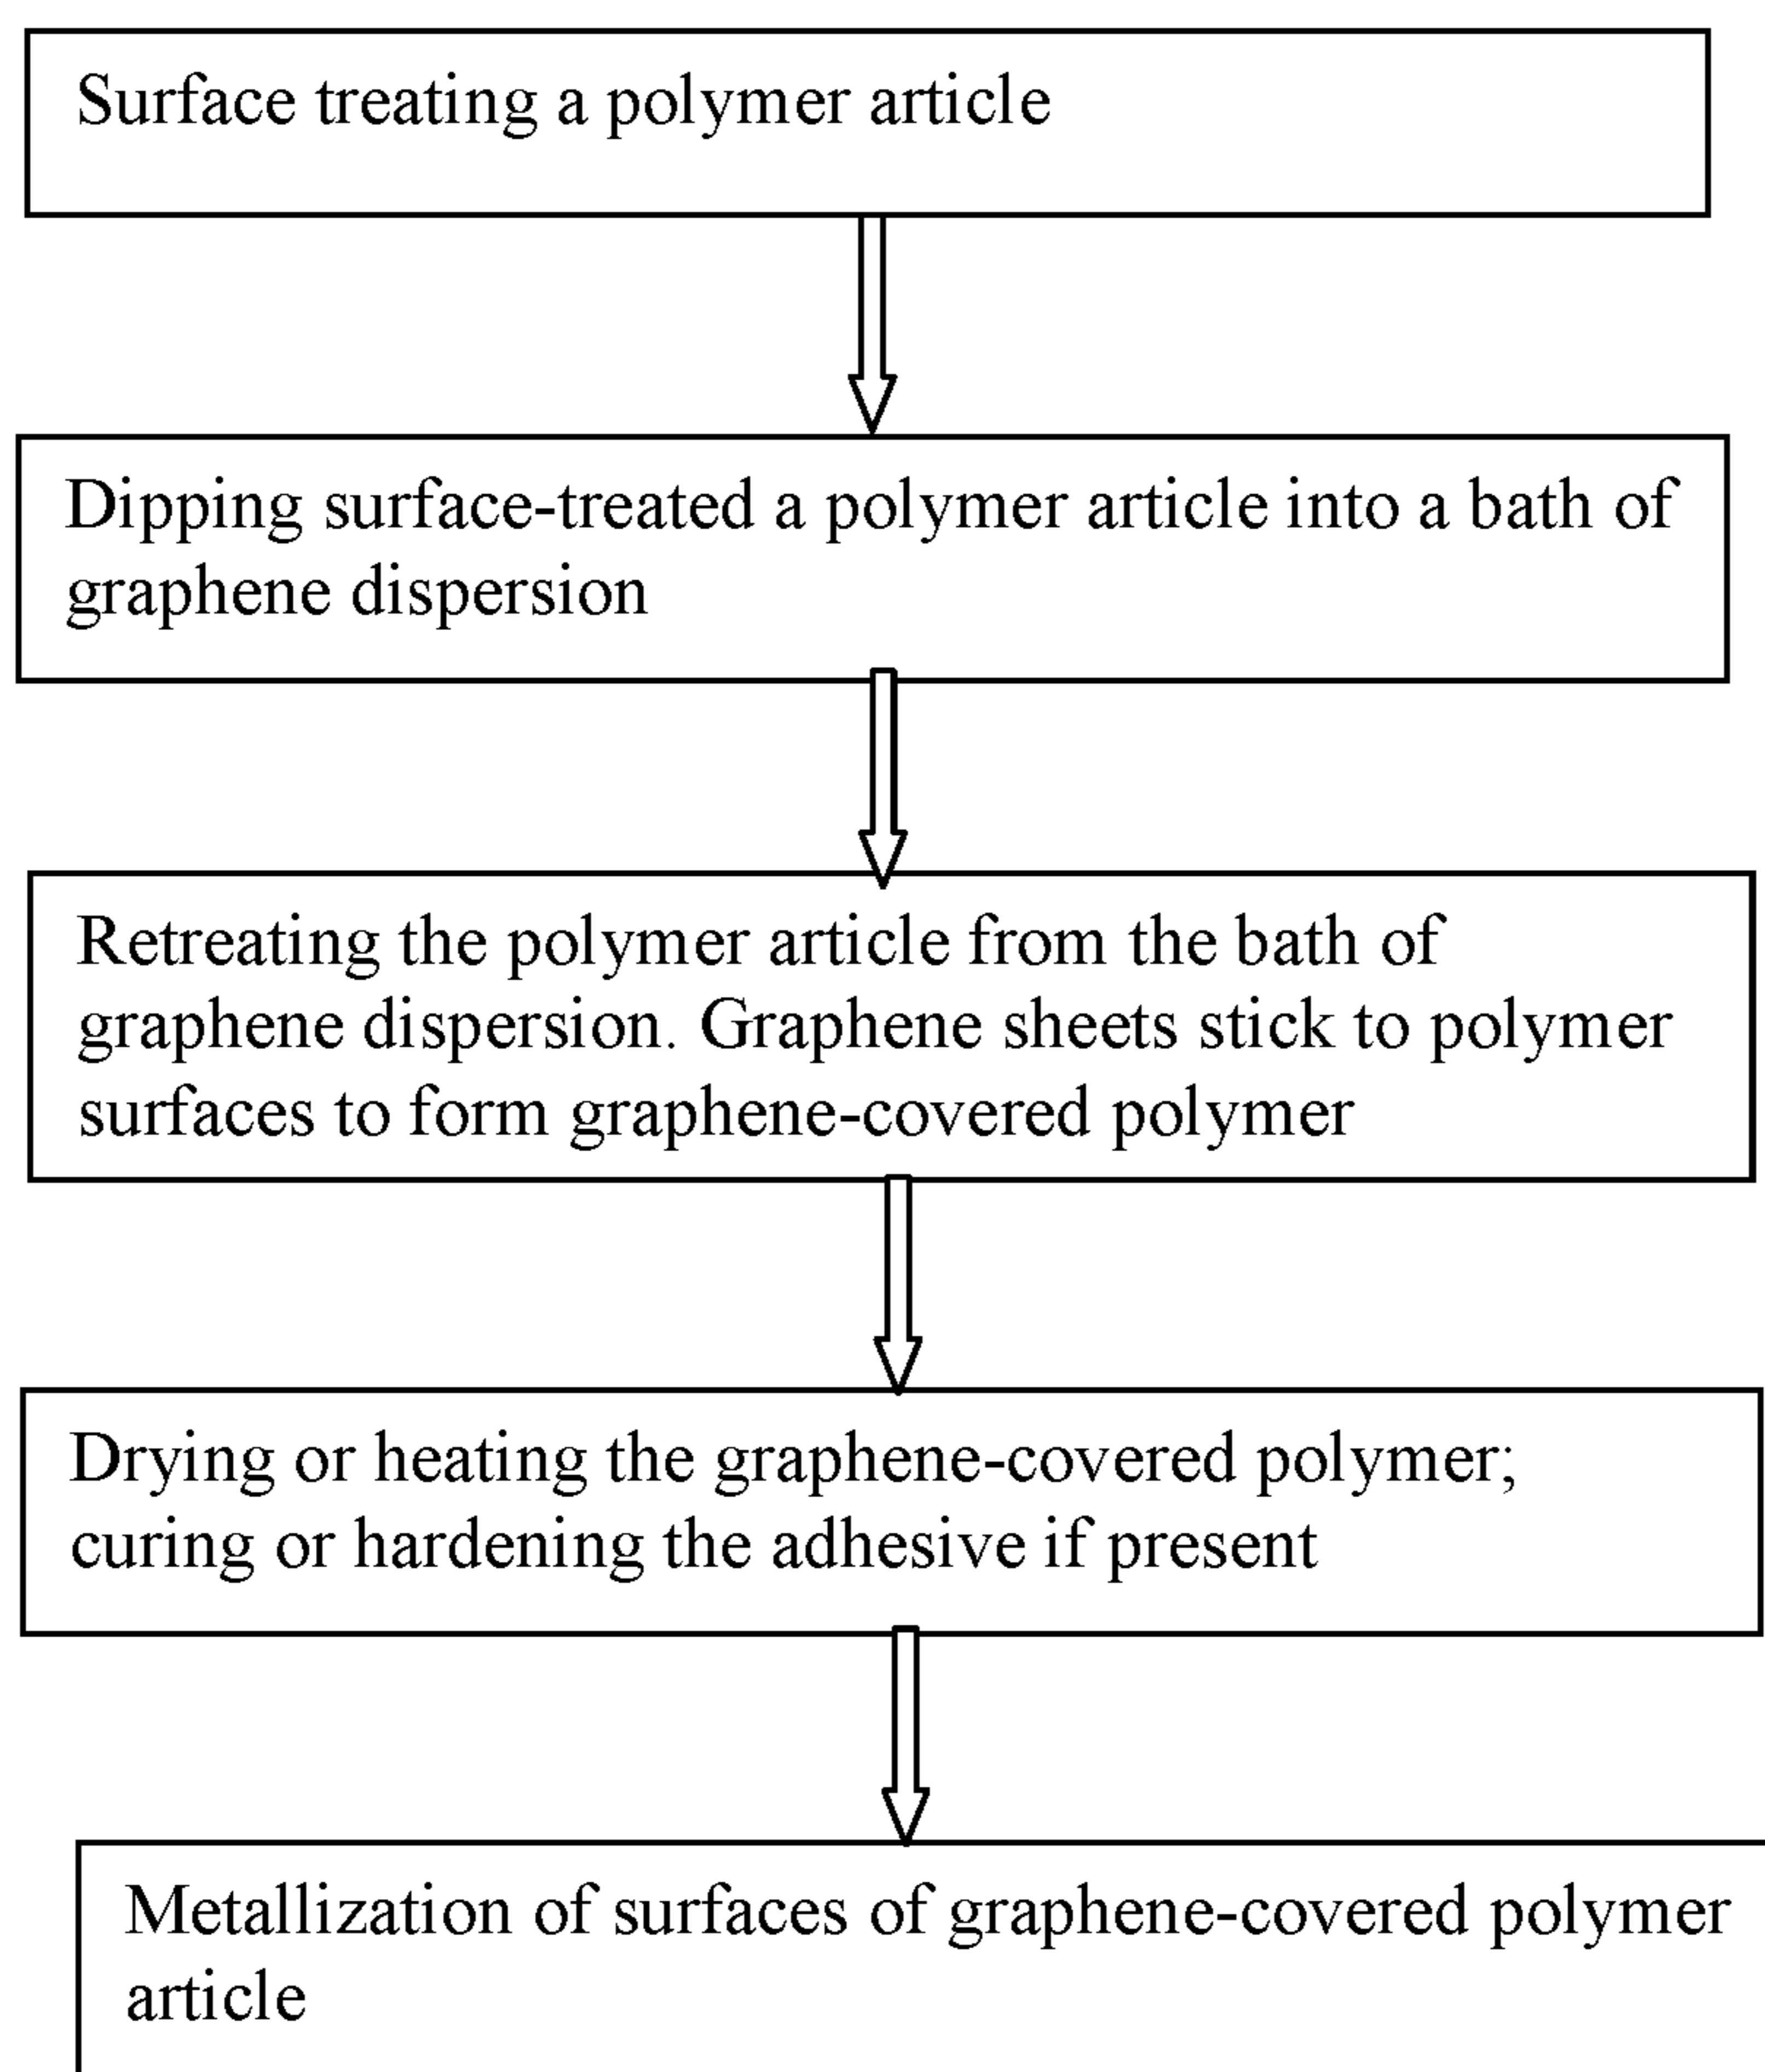 Surface treating a polymer article
Dipping surface-treated a polymer article into a bath of
graphene dispersion
Retreating the polymer article from the bath of
graphene dispersion. Graphene sheets stick to polymer
surfaces to form graphene-covered polymer
Drying or heating the graphene-covered polymer;
curing or hardening the adhesive if present
Metallization of surfaces of graphene-covered polymer
article